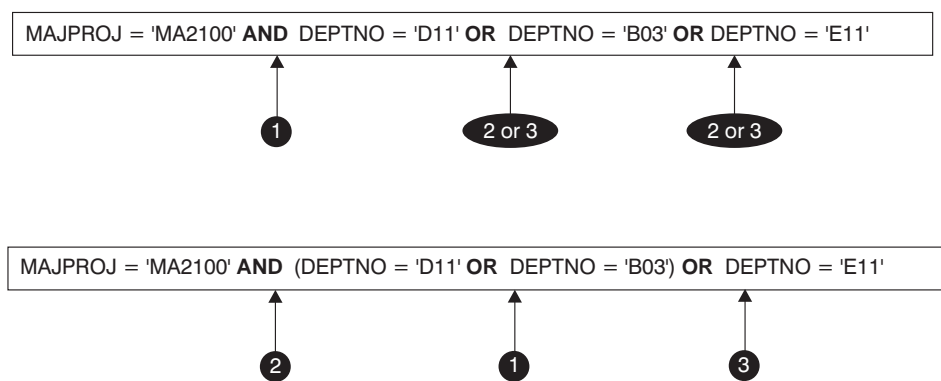 MAJPROJ = 'MA2100' AND DEPTNO = 'D11' OR DEPTNO = 'B03' OR DEPTNO = 'E11'
1 2 or 3 2 or 3
MAJPROJ = 'MA2100' AND (DEPTNO = 'D11' OR DEPTNO = 'B03') OR DEPTNO = 'E11'
2 1 3